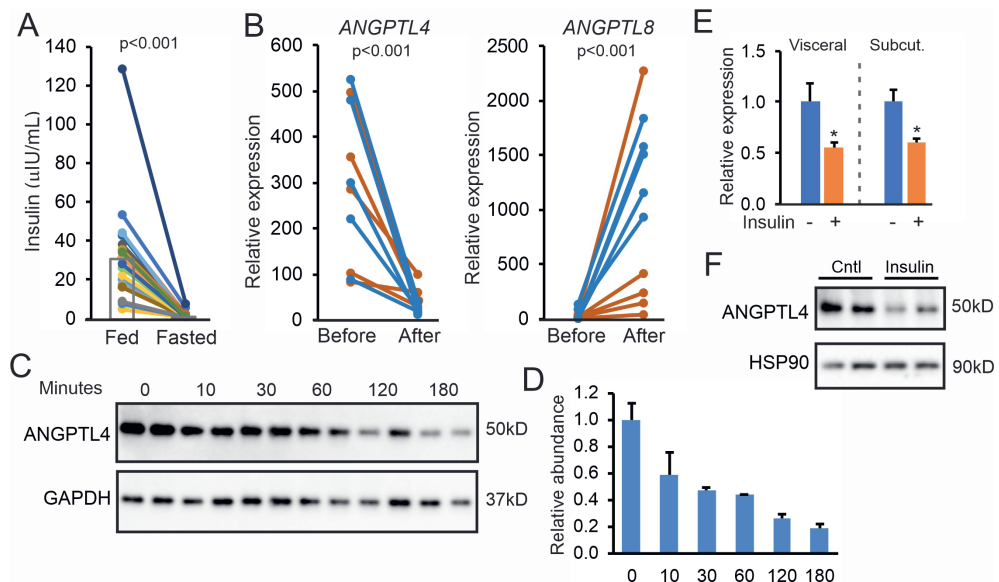 A
p<0.001
Insulin (uIU/mL)
140
120
100
80
60
40
20
0
Fed
Fasted
B
ANGPTL4
p<0.001
Relative expression
600
500
400
300
200
100
0
Before
After
ANGPTL8
p<0.001
Relative expression
2500
2000
1500
1000
500
0
Before
After
E
Visceral
Subcut.
Relative expression
1.5
1.0
0.5
0.0
*
*
Insulin - + - +
C
Minutes 0 10 30 60 120 180
ANGPTL4 50kD
GAPDH 37kD
D
Relative abundance
1.2
1.0
0.8
0.6
0.4
0.2
0.0
0 10 30 60 120 180
F
Cntl Insulin
ANGPTL4 50kD
HSP90 90kD